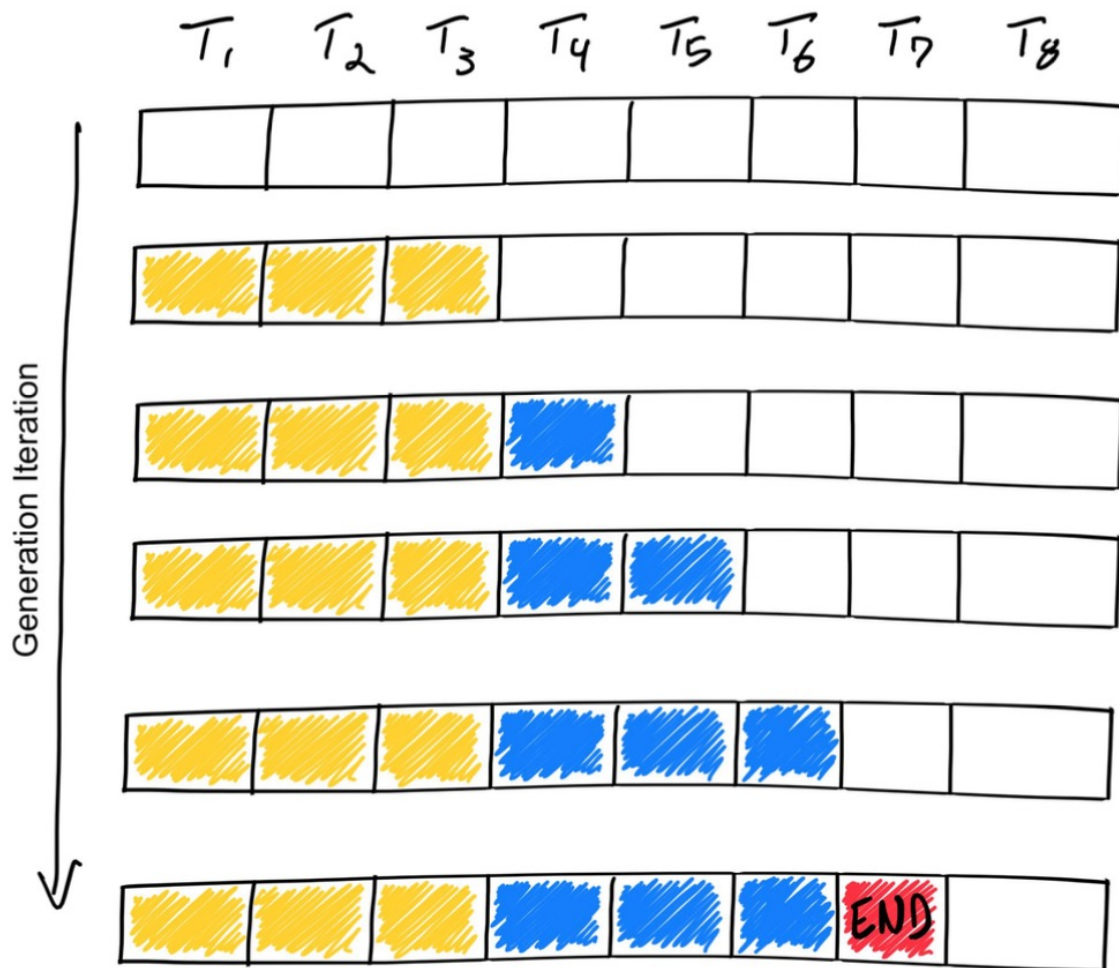 T₁ T₂ T₃ T₄ T₅ T₆ T₇ T₈
Generation Iteration
END